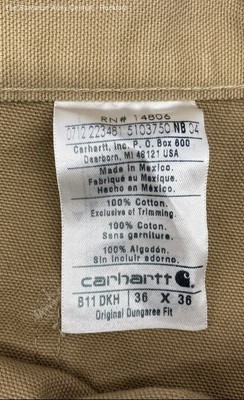 RN# 14806
0712 223461 5103750 NB 04
Carhartt, Inc. P. O. Box 600
Dearborn, MI 48121 USA
Made in Mexico.
Fabriqué au Mexique.
Hecho en México.
100% Cotton.
Exclusive of Trimming.
100% Coton.
Sans garniture.
100% Algodón.
Sin incluir adorno.
carhartt
B11 DKH 36 X 36
Original Dungaree Fit